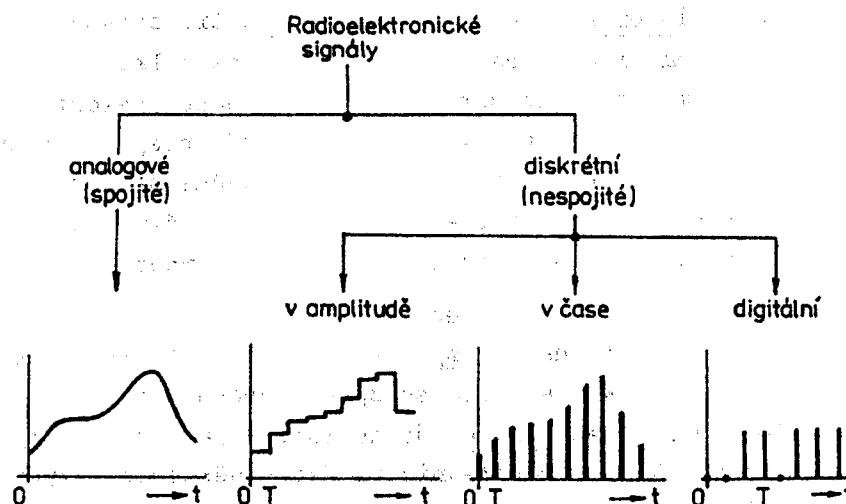 Radioelektronické
signály
analogové
(spojité)
diskrétní
(nespojité)
v amplitudě
v čase
digitální
0 t
0 T t
0 T t
0 T t